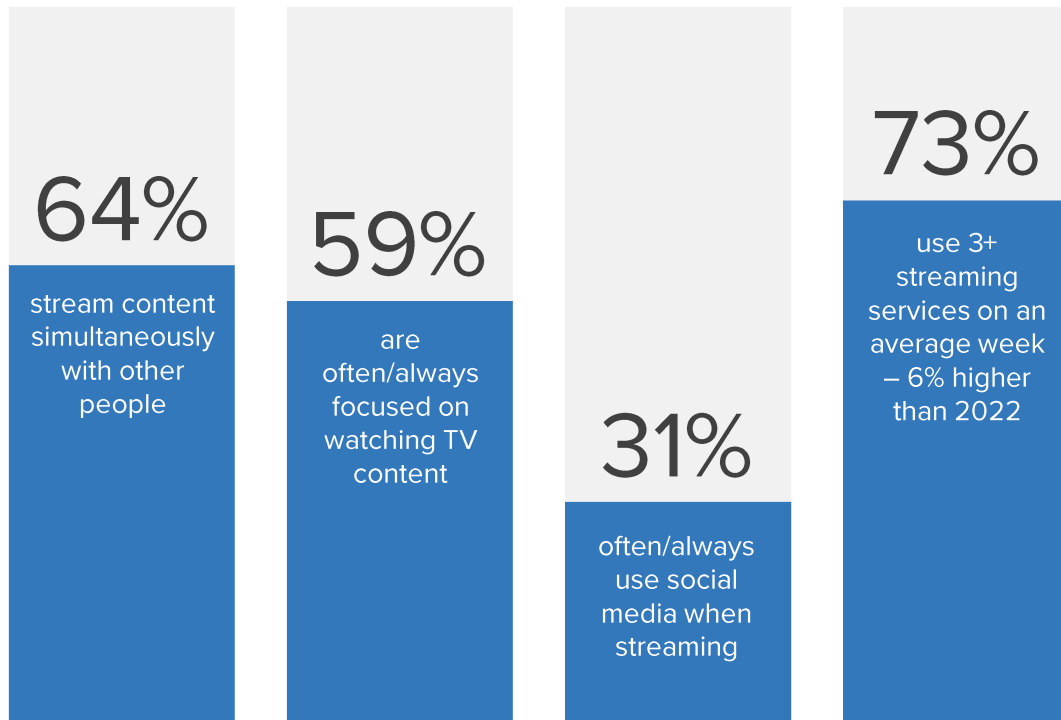 64%
stream content
simultaneously
with other
people
59%
are
often/always
focused on
watching TV
content
31%
often/always
use social
media when
streaming
73%
use 3+
streaming
services on an
average week
– 6% higher
than 2022